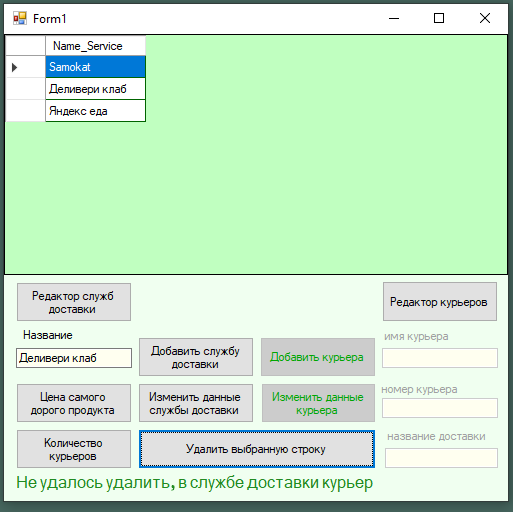 Form1
Name_Service
Samokat
Деливери клаб
Яндекс еда
Редактор служб
доставки
Редактор курьеров
Название
имя курьера
Деливери клаб
Добавить службу
доставки
Добавить курьера
Цена самого
дорого продукта
Изменить данные
службы доставки
Изменить данные
курьера
номер курьера
Количество
курьеров
Удалить выбранную строку
название доставки
Не удалось удалить, в службе доставки курьер